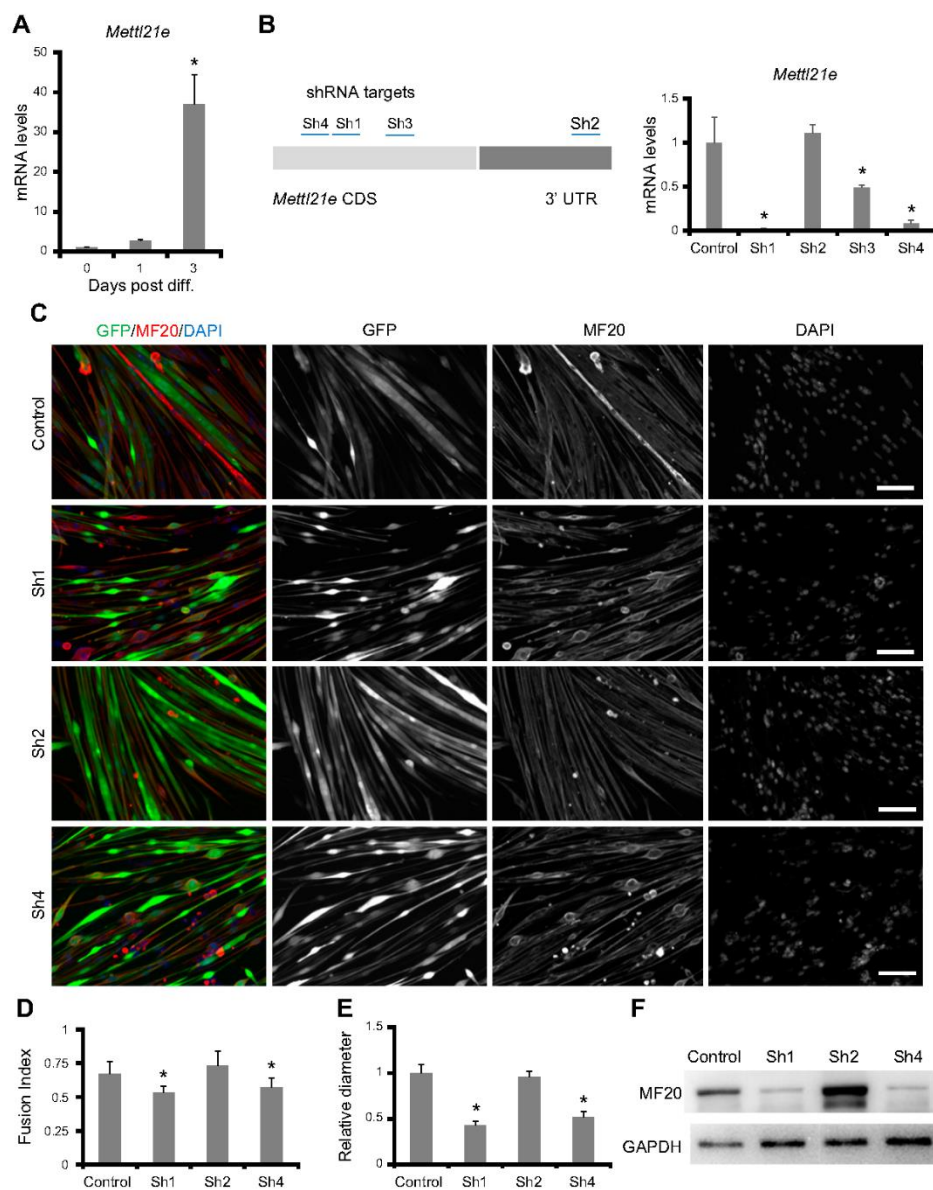 A
Mettl21e
mRNA levels
50
40
30
20
10
0
*
0 1 3
Days post diff.
B
shRNA targets
Sh4 Sh1 Sh3 Sh2
Mettl21e CDS 3' UTR
Mettl21e
mRNA levels
1.5
1
0.5
0
* * *
Control Sh1 Sh2 Sh3 Sh4
C
GFP/MF20/DAPI GFP MF20 DAPI
Control
Sh1
Sh2
Sh4
D
Fusion Index
1
0.75
0.5
0.25
0
* *
Control Sh1 Sh2 Sh4
E
Relative diameter
1.5
1
0.5
0
* *
Control Sh1 Sh2 Sh4
F
Control Sh1 Sh2 Sh4
MF20
GAPDH